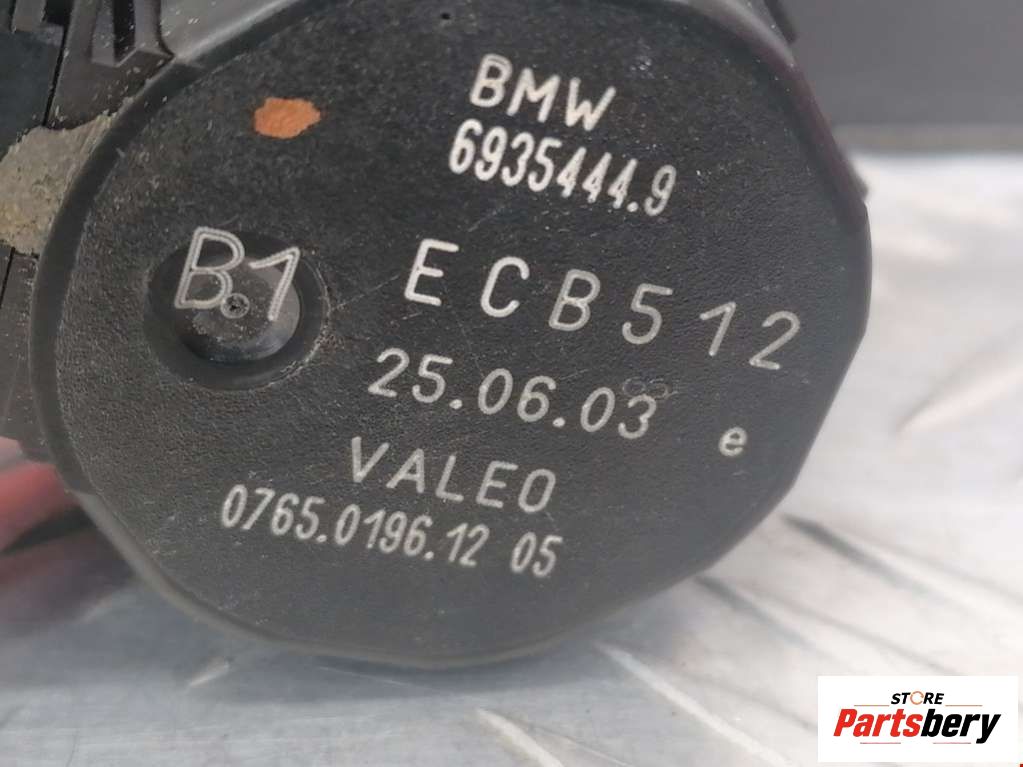 BMW
6935444.9
B1 ECB512
25.06.03 e
VALEO
0765.0196.12 05
STORE
Partsbery